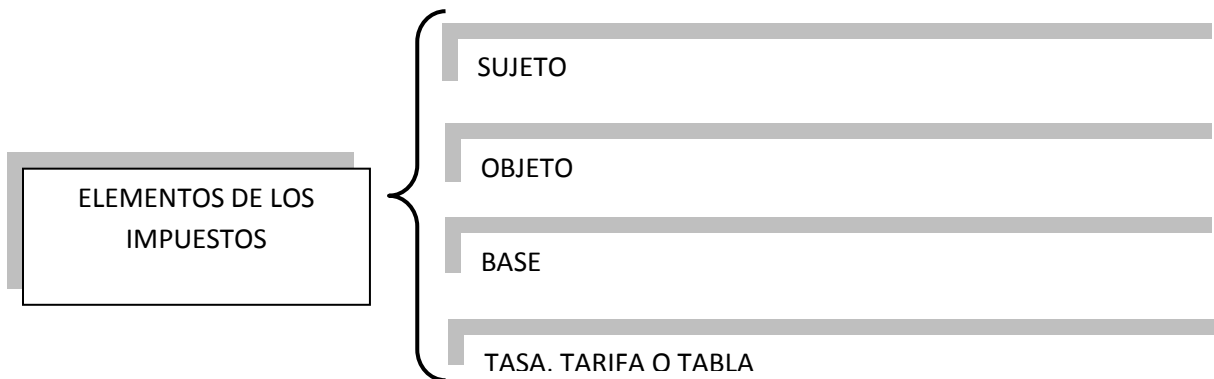 ELEMENTOS DE LOS
IMPUESTOS
SUJETO
OBJETO
BASE
TASA, TARIFA O TABLA